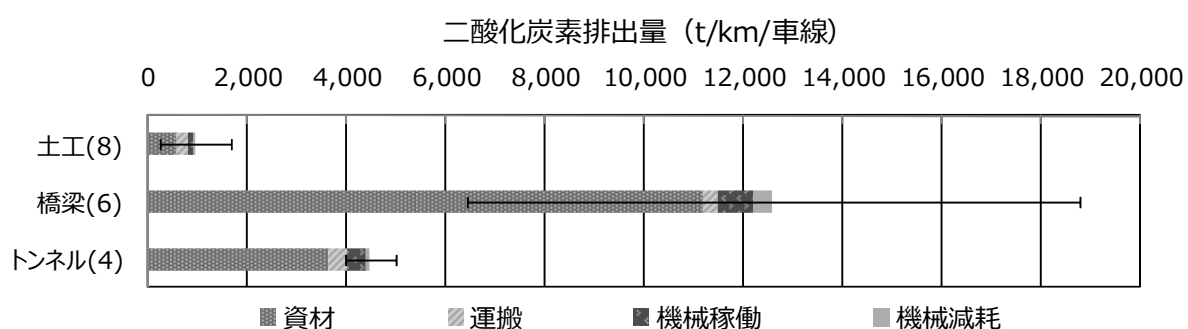 二酸化炭素排出量（t/km/車線）
0 2,000 4,000 6,000 8,000 10,000 12,000 14,000 16,000 18,000 20,000
土工(8)
橋梁(6)
トンネル(4)
資材 運搬 機械稼働 機械減耗